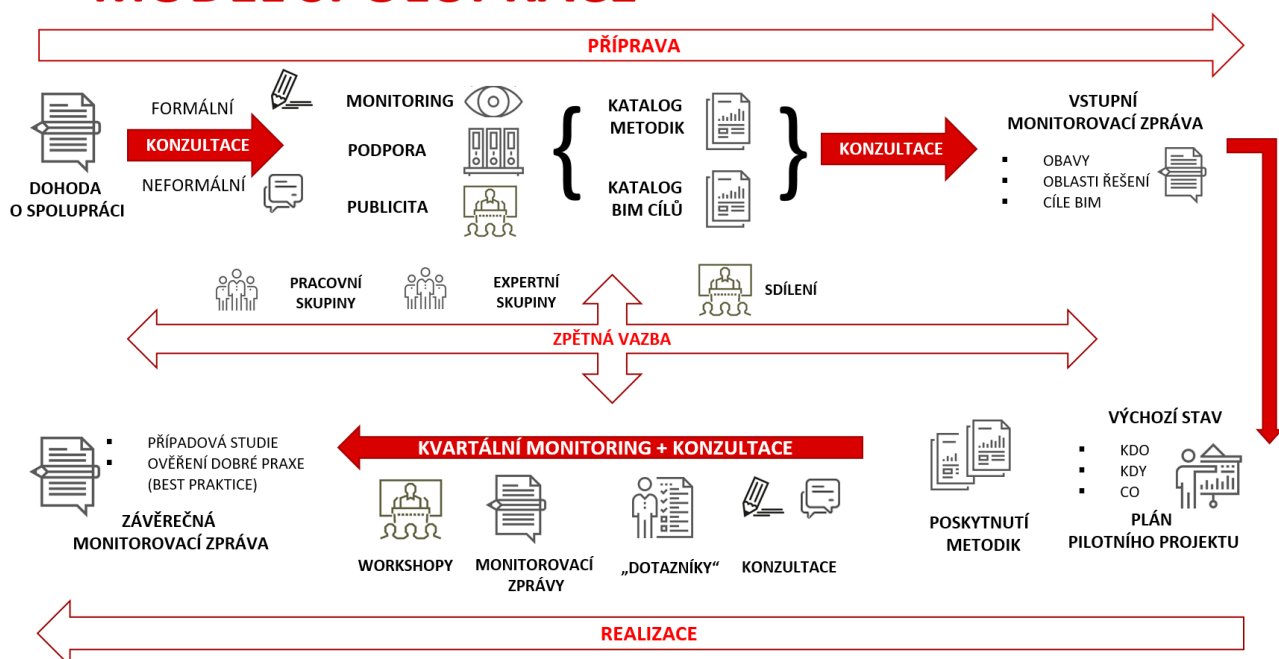 MODEL SPOLUPRÁCE
PŘÍPRAVA
DOHODA
O SPOLUPRÁCI
FORMÁLNÍ
KONZULTACE
NEFORMÁLNÍ
MONITORING
PODPORA
PUBLICITA
KATALOG
METODIK
KATALOG
BIM CÍLŮ
KONZULTACE
VSTUPNÍ
MONITOROVACÍ ZPRÁVA
▪ OBAVY
▪ OBLASTI ŘEŠENÍ
▪ CÍLE BIM
PRACOVNÍ
SKUPINY
EXPERTNÍ
SKUPINY
SDÍLENÍ
ZPĚTNÁ VAZBA
VÝCHOZÍ STAV
▪ KDO
▪ KDY
▪ CO
PLÁN
PILOTNÍHO PROJEKTU
POSKYTNUTÍ
METODIK
KVARTÁLNÍ MONITORING + KONZULTACE
WORKSHOPY
MONITOROVACÍ
ZPRÁVY
„DOTAZNÍKY“
KONZULTACE
▪ PŘÍPADOVÁ STUDIE
▪ OVĚŘENÍ DOBRÉ PRAXE
(BEST PRAKTICE)
ZÁVĚREČNÁ
MONITOROVACÍ ZPRÁVA
REALIZACE